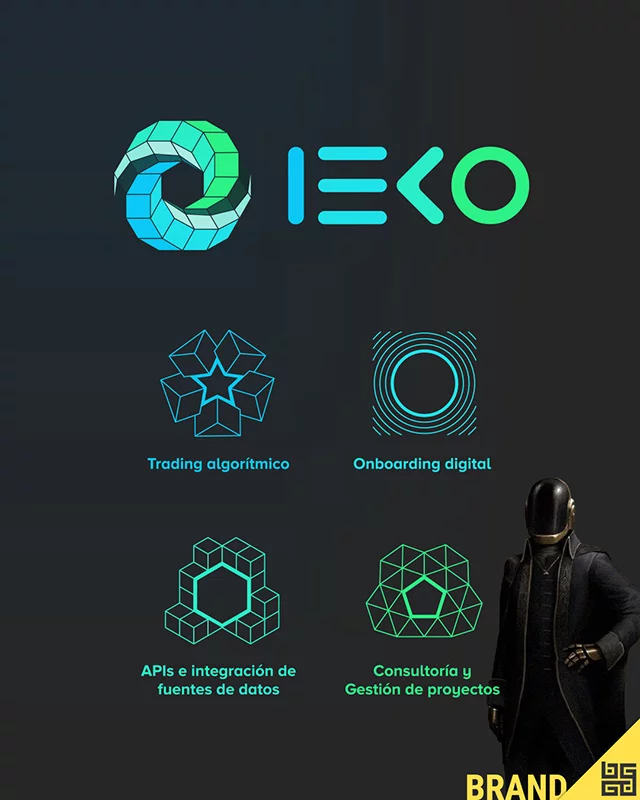 IEKO
Trading algorítmico
Onboarding digital
APIs e integración de
fuentes de datos
Consultoría y
Gestión de proyectos
BRAND